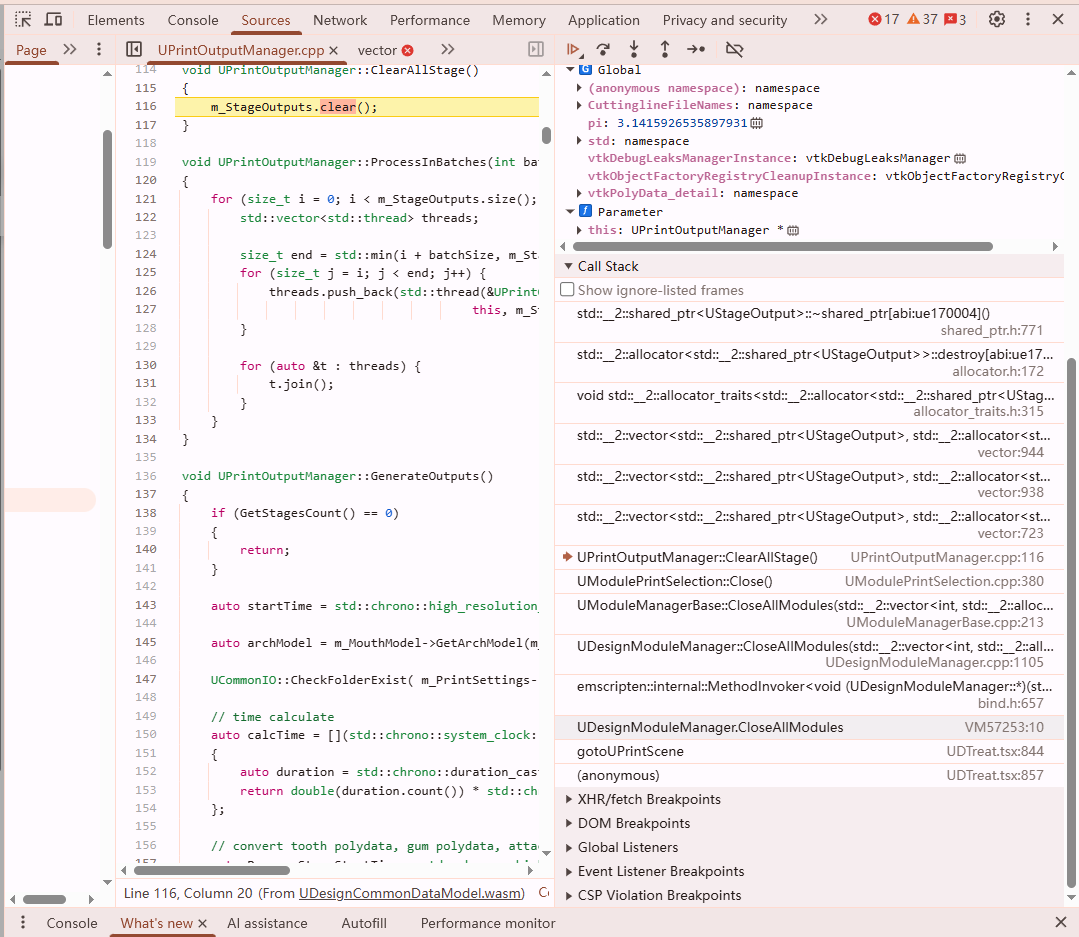 Elements Console Sources Network Performance Memory Application Privacy and security 17 37 3
Page UPrintOutputManager.cpp vector
114 void UPrintOutputManager::ClearAllStage()
115 {
116 m_StageOutputs.clear();
117 }
118
119 void UPrintOutputManager::ProcessInBatches(int bat
120 {
121 for (size_t i = 0; i < m_StageOutputs.size();
122 std::vector<std::thread> threads;
123
124 size_t end = std::min(i + batchSize, m_Sta
125 for (size_t j = i; j < end; j++) {
126 threads.push_back(std::thread(&UPrintO
127 this, m_St
128 }
129
130 for (auto &t : threads) {
131 t.join();
132 }
133 }
134 }
135
136 void UPrintOutputManager::GenerateOutputs()
137 {
138 if (GetStagesCount() == 0)
139 {
140 return;
141 }
142
143 auto startTime = std::chrono::high_resolution_
144
145 auto archModel = m_MouthModel->GetArchModel(m_
146
147 UCommonIO::CheckFolderExist( m_PrintSettings-
148
149 // time calculate
150 auto calcTime = [](std::chrono::system_clock::
151 {
152 auto duration = std::chrono::duration_cas
153 return double(duration.count()) * std::ch
154 };
155
156 // convert tooth polydata, gum polydata, atta
157
Line 116, Column 20 (From UDesignCommonDataModel.wasm) Co
Global
(anonymous namespace): namespace
CuttinglineFileNames: namespace
pi: 3.1415926535897931
std: namespace
vtkDebugLeaksManagerInstance: vtkDebugLeaksManager
vtkObjectFactoryRegistryCleanupInstance: vtkObjectFactoryRegistryC
vtkPolyData_detail: namespace
Parameter
this: UPrintOutputManager *
Call Stack
Show ignore-listed frames
std::__2::shared_ptr<UStageOutput>::~shared_ptr[abi:ue170004]()
shared_ptr.h:771
std::__2::allocator<std::__2::shared_ptr<UStageOutput>>::destroy[abi:ue17...
allocator.h:172
void std::__2::allocator_traits<std::__2::allocator<std::__2::shared_ptr<UStag...
allocator_traits.h:315
std::__2::vector<std::__2::shared_ptr<UStageOutput>, std::__2::allocator<st...
vector:944
std::__2::vector<std::__2::shared_ptr<UStageOutput>, std::__2::allocator<st...
vector:938
std::__2::vector<std::__2::shared_ptr<UStageOutput>, std::__2::allocator<st...
vector:723
UPrintOutputManager::ClearAllStage() UPrintOutputManager.cpp:116
UModulePrintSelection::Close() UModulePrintSelection.cpp:380
UModuleManagerBase::CloseAllModules(std::__2::vector<int, std::__2::alloc...
UModuleManagerBase.cpp:213
UDesignModuleManager::CloseAllModules(std::__2::vector<int, std::__2::all...
UDesignModuleManager.cpp:1105
emscripten::internal::MethodInvoker<void (UDesignModuleManager::*)(st...
bind.h:657
UDesignModuleManager.CloseAllModules VM57253:10
gotoUPrintScene UDTreat.tsx:844
(anonymous) UDTreat.tsx:857
XHR/fetch Breakpoints
DOM Breakpoints
Global Listeners
Event Listener Breakpoints
CSP Violation Breakpoints
Console What's new AI assistance Autofill Performance monitor